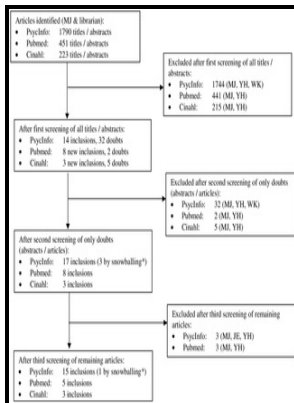 Articles identified (MJ & librarian)
• PsycInfo: 1790 titles / abstracts
• Pubmed: 451 titles / abstracts
• Cinahl: 223 titles / abstracts
Excluded after first screening of all titles /
abstracts:
• PsycInfo: 1744 (MJ, YH, WK)
• Pubmed: 441 (MJ, YH)
• Cinahl: 215 (MJ, YH)
After first screening of all titles / abstracts:
• PsycInfo: 14 inclusions, 32 doubts
• Pubmed: 8 new inclusions, 2 doubts
• Cinahl: 3 new inclusions, 5 doubts
Excluded after second screening of only doubts
(abstracts / articles):
• PsycInfo: 32 (MJ, YH, WK)
• Pubmed: 2 (MJ, YH)
• Cinahl: 5 (MJ, YH)
After second screening of only doubts
(abstracts / articles):
• PsycInfo: 17 inclusions (3 by snowballing*)
• Pubmed: 8 inclusions
• Cinahl: 3 inclusions
Excluded after third screening of remaining
articles:
• PsycInfo: 3 (MJ, JE, YH)
• Pubmed: 3 (MJ, YH)
After third screening of remaining articles:
• PsycInfo: 15 inclusions (1 by snowballing*)
• Pubmed: 5 inclusions
• Cinahl: 3 inclusions